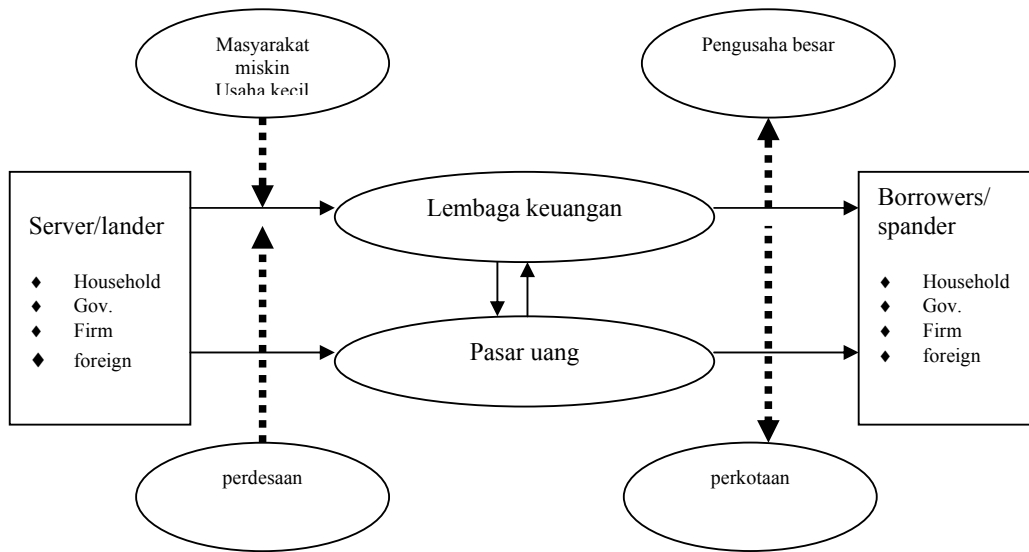 Masyarakat
miskin
Usaha kecil
Pengusaha besar
Server/lander
♦ Household
♦ Gov.
♦ Firm
♦ foreign
Lembaga keuangan
Pasar uang
Borrowers/
spander
♦ Household
♦ Gov.
♦ Firm
♦ foreign
perdesaan
perkotaan